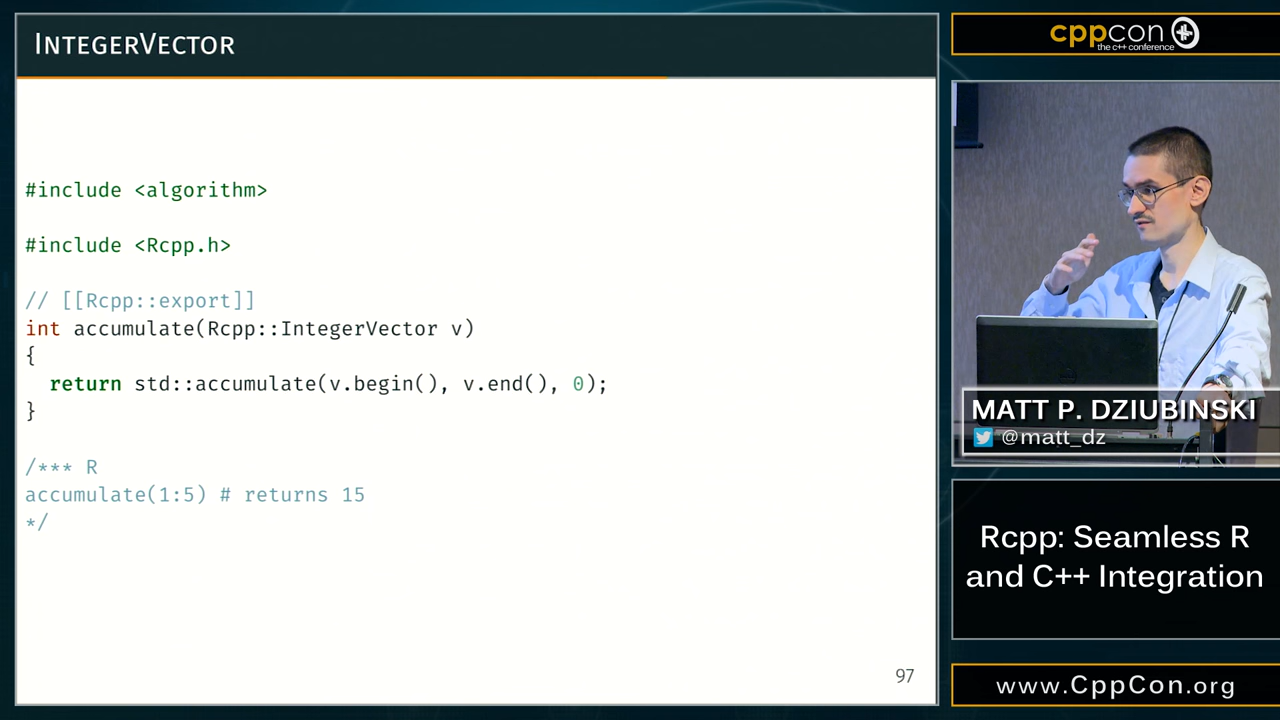 INTEGERVECTOR
#include <algorithm>
#include <Rcpp.h>
// [[Rcpp::export]]
int accumulate(Rcpp::IntegerVector v)
{
  return std::accumulate(v.begin(), v.end(), 0);
}
/*** R
accumulate(1:5) # returns 15
*/
97
cppcon
the c++ conference
MATT P. DZIUBINSKI
@matt_dz
Rcpp: Seamless R
and C++ Integration
www.CppCon.org